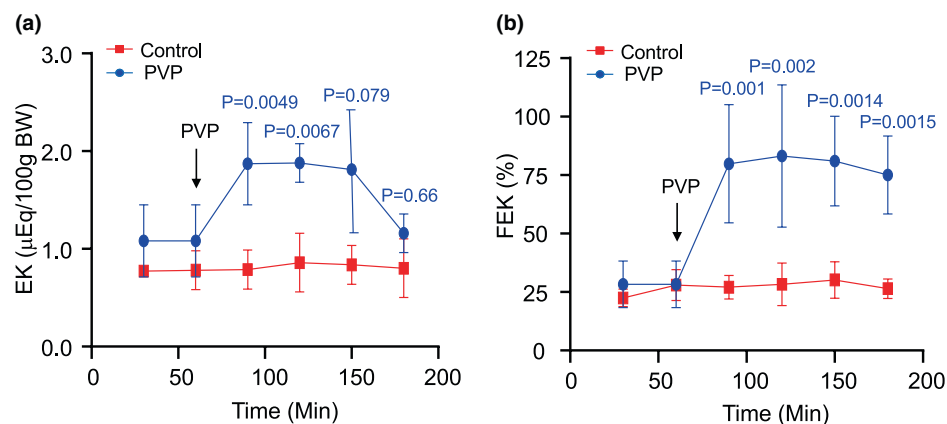 (a)
Control
PVP
3.0
2.0
1.0
0.0
EK (μEq/100g BW)
PVP
P=0.0049
P=0.0067
P=0.079
P=0.66
0
50
100
150
200
Time (Min)
(b)
Control
PVP
125
100
75
50
25
0
FEK (%)
PVP
P=0.001
P=0.002
P=0.0014
P=0.0015
0
50
100
150
200
Time (Min)